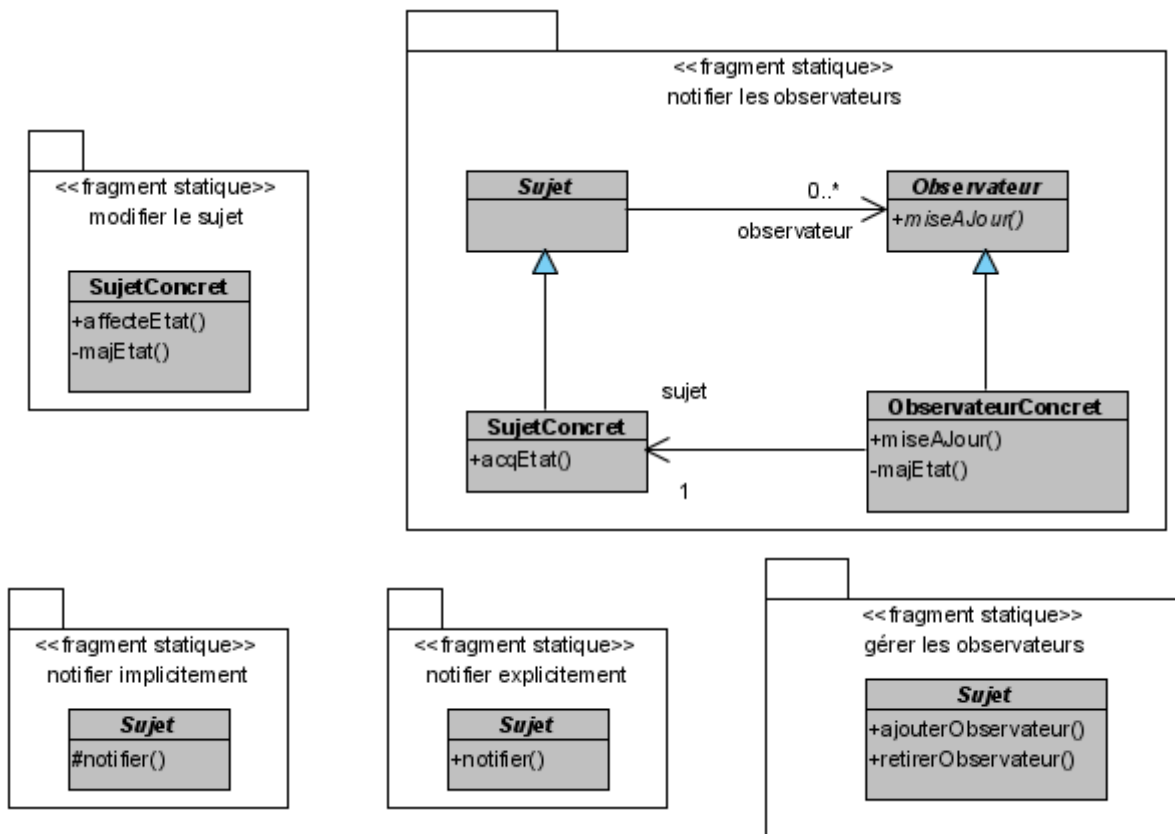 <<fragment statique>>
notifier les observateurs
Sujet
0..*
observateur
Observateur
+miseAJour()
sujet
SujetConcret
+acqEtat()
1
ObservateurConcret
+miseAJour()
-majEtat()
<<fragment statique>>
modifier le sujet
SujetConcret
+affecteEtat()
-majEtat()
<<fragment statique>>
notifier implicitement
Sujet
#notifier()
<<fragment statique>>
notifier explicitement
Sujet
+notifier()
<<fragment statique>>
gérer les observateurs
Sujet
+ajouterObservateur()
+retirerObservateur()